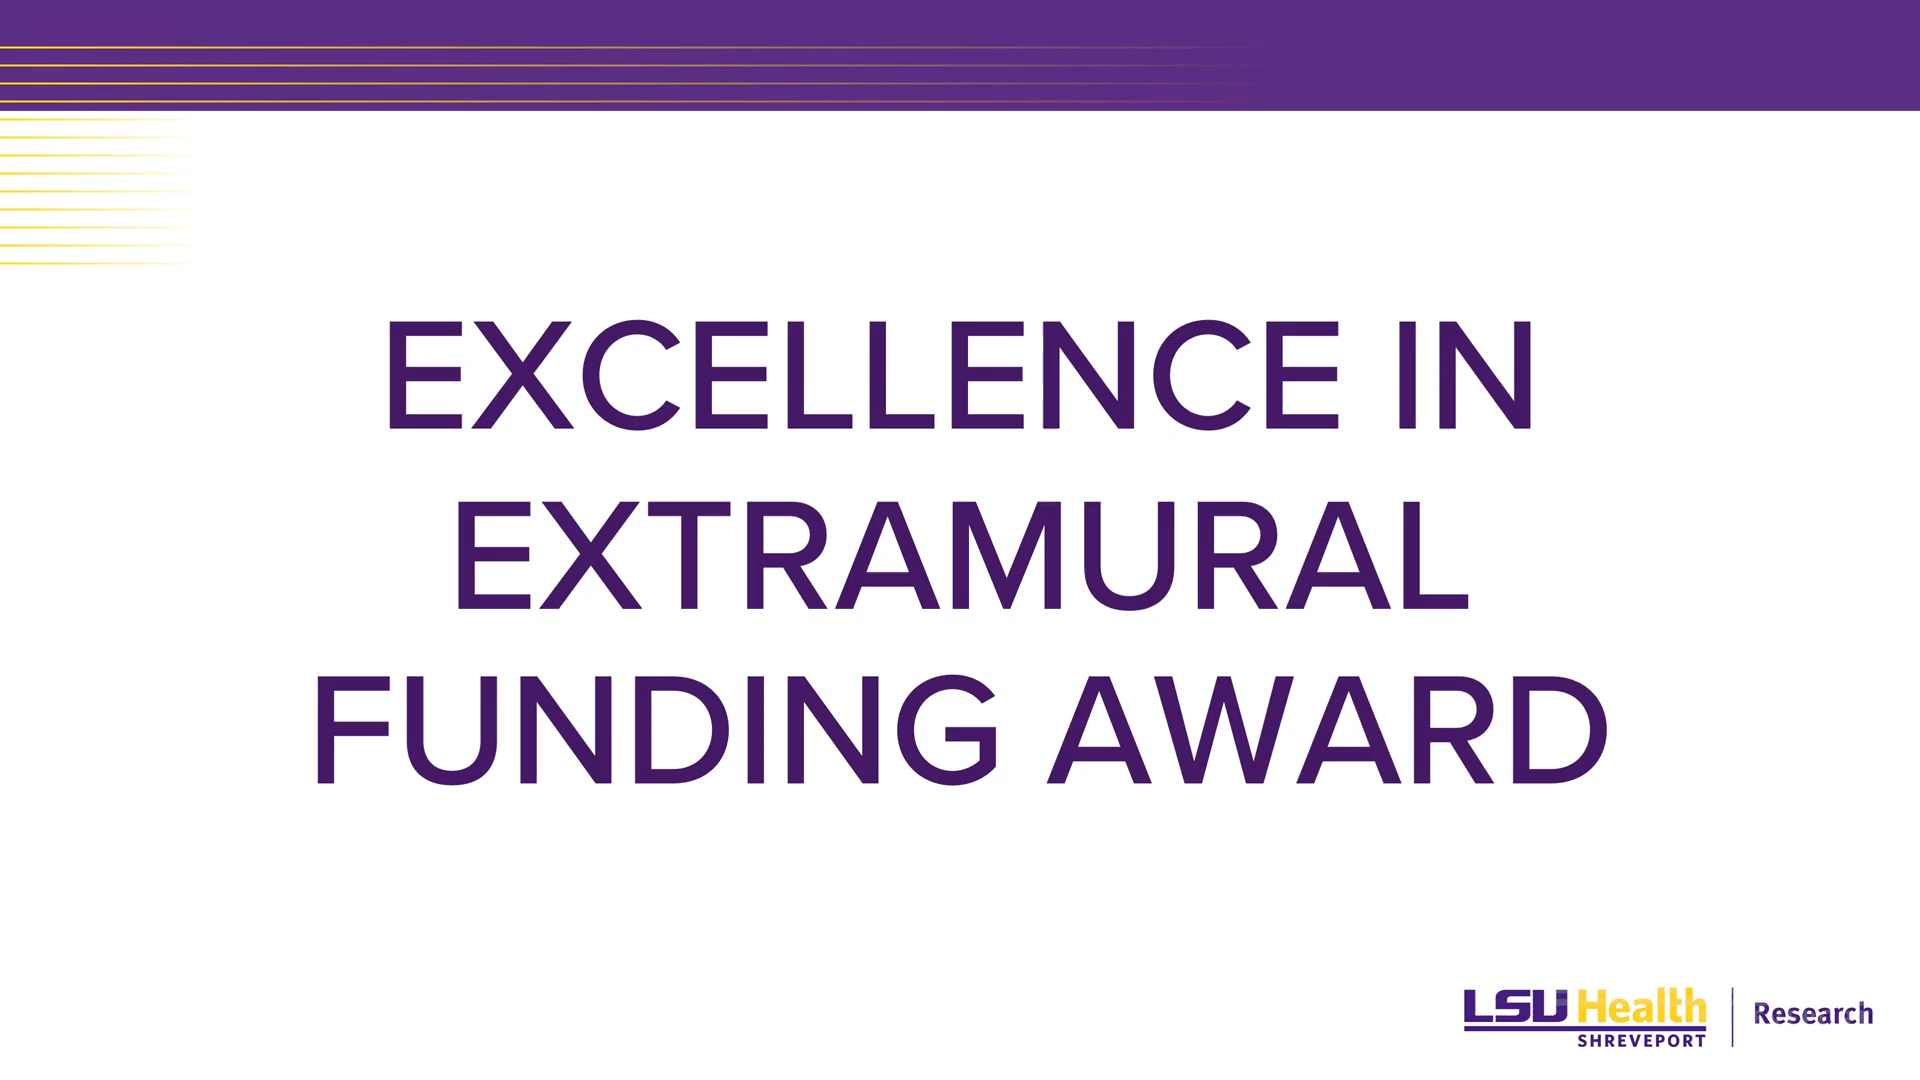 EXCELLENCE IN
EXTRAMURAL
FUNDING AWARD
LSU Health
SHREVEPORT
Research